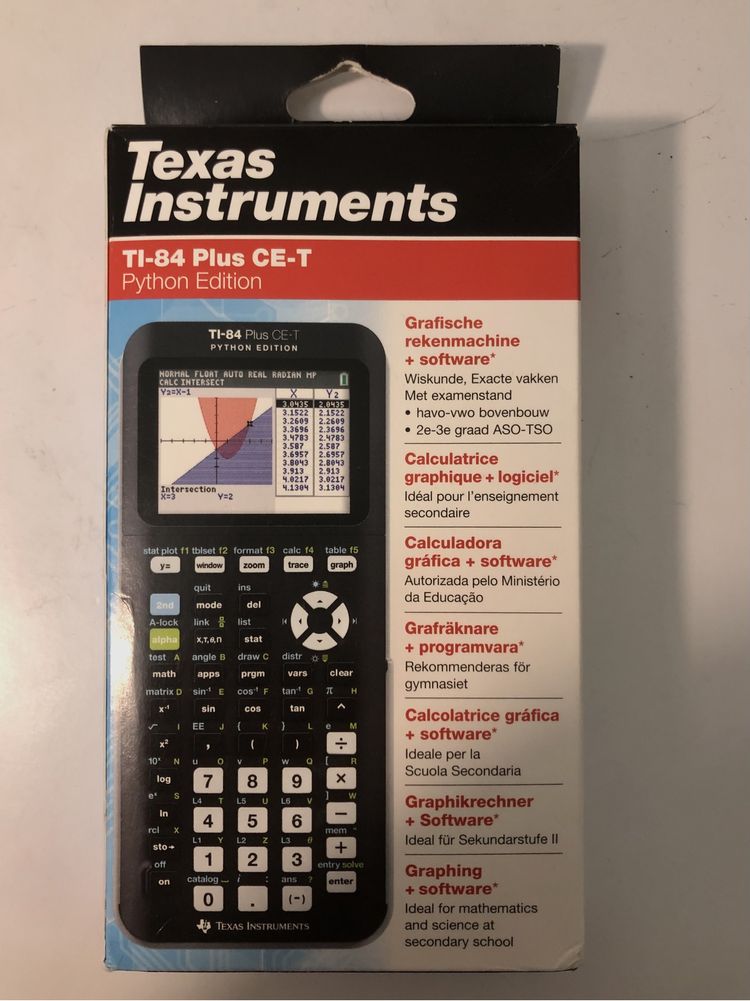 Texas
Instruments
TI-84 Plus CE-T
Python Edition
TI-84 Plus CE-T
PYTHON EDITION
NORMAL FLOAT AUTO REAL RADIAN MP
CALC INTERSECT
Y2=X-1
X Y2
3.0435 2.0435
3.1522 2.1522
3.2609 2.2609
3.3696 2.3696
3.4783 2.4783
3.587 2.587
3.6957 2.6957
3.8043 2.8043
3.913 2.913
4.0217 3.0217
4.1304 3.1304
Intersection
X=3 Y=2
stat plot f1 tblset f2 format f3 calc f4 table f5
y= window zoom trace graph
quit ins
2nd mode del
A-lock link list
alpha X,T,θ,n stat
test A angle B draw C distr
math apps prgm vars clear
matrix D sin⁻¹ E cos⁻¹ F tan⁻¹ G π H
x⁻¹ sin cos tan ^
√ I EE J { K } L e M
x² , ( ) ÷
10ˣ N u O v P w Q [ R
log 7 8 9 ×
eˣ S L4 T L5 U L6 V ] W
ln 4 5 6 −
rcl X L1 Y L2 Z L3 θ mem "
sto→ 1 2 3 +
off catalog i : ans ? entry solve
on 0 . (-) enter
TEXAS INSTRUMENTS
Grafische
rekenmachine
+ software*
Wiskunde, Exacte vakken
Met examenstand
• havo-vwo bovenbouw
• 2e-3e graad ASO-TSO
Calculatrice
graphique + logiciel*
Idéal pour l'enseignement
secondaire
Calculadora
gráfica + software*
Autorizada pelo Ministério
da Educação
Grafräknare
+ programvara*
Rekommenderas för
gymnasiet
Calcolatrice gráfica
+ software*
Ideale per la
Scuola Secondaria
Graphikrechner
+ Software*
Ideal für Sekundarstufe II
Graphing
+ software*
Ideal for mathematics
and science at
secondary school